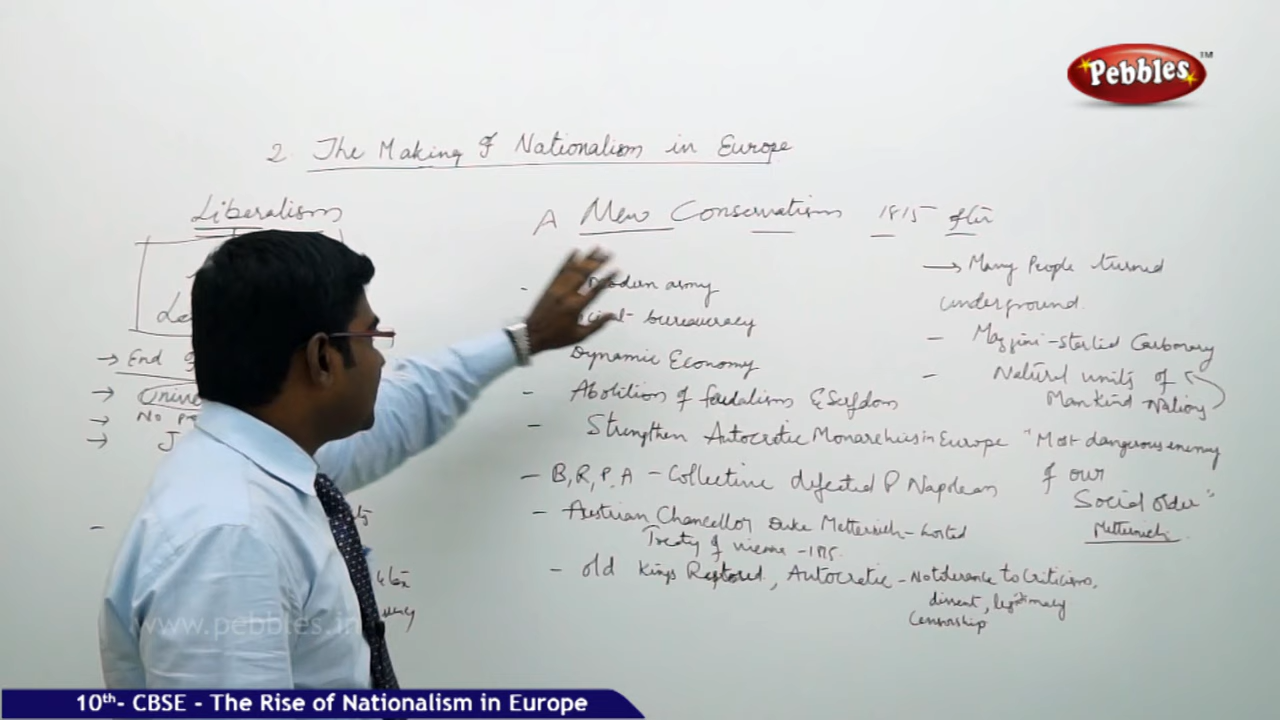 Pebbles™
2. The Making of Nationalism in Europe
Liberalism
→ End
→
→ No
→ J
A New Conservatism 1815 after
- modern army
bureaucracy
Dynamic Economy
- Abolition of feudalism & Serfdom
- Strengthen Autocratic Monarchies in Europe
- B, R, P, A - Collective defeated P Napolean
- Austrian Chancellor Duke Metternich - hosted
Treaty of Vienna - 1815.
- old Kings Restored, Autocratic - No tolerance to Criticism,
dissent, legitimacy
Censorship
→ Many People turned
underground.
- Mazzini - started Carbonary
- Natural units of
Mankind - Nations
"Most dangerous enemy
of our
Social order"
Metternich
www.pebbles.in
10th- CBSE - The Rise of Nationalism in Europe